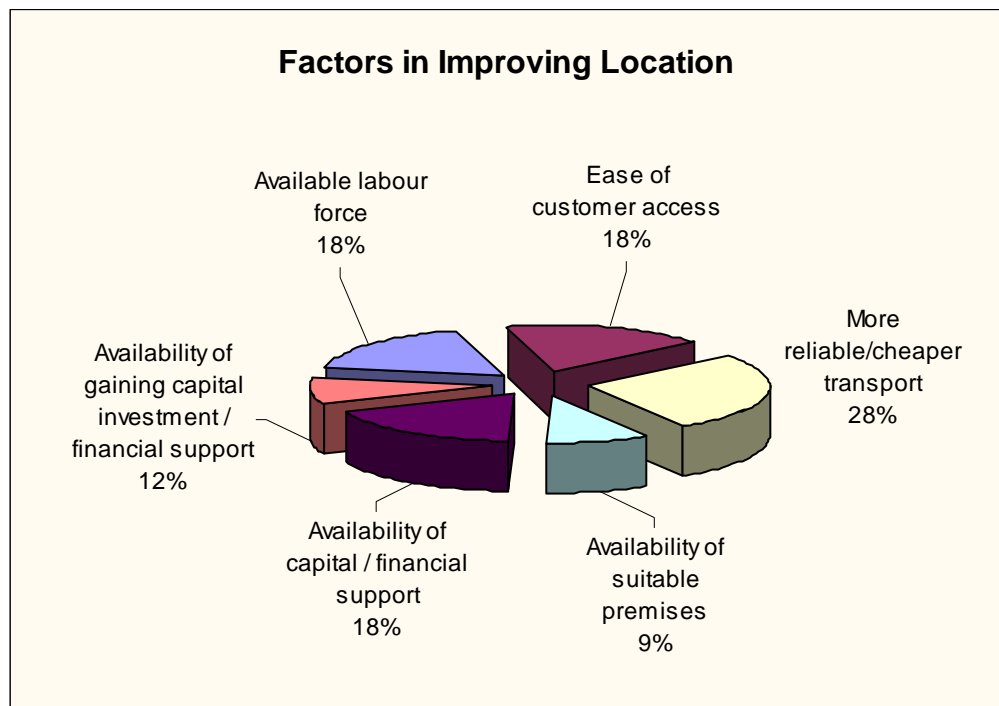 Factors in Improving Location
Available labour
force
18%
Ease of
customer access
18%
More
reliable/cheaper
transport
28%
Availability of
suitable
premises
9%
Availability of
capital / financial
support
18%
Availability of
gaining capital
investment /
financial support
12%